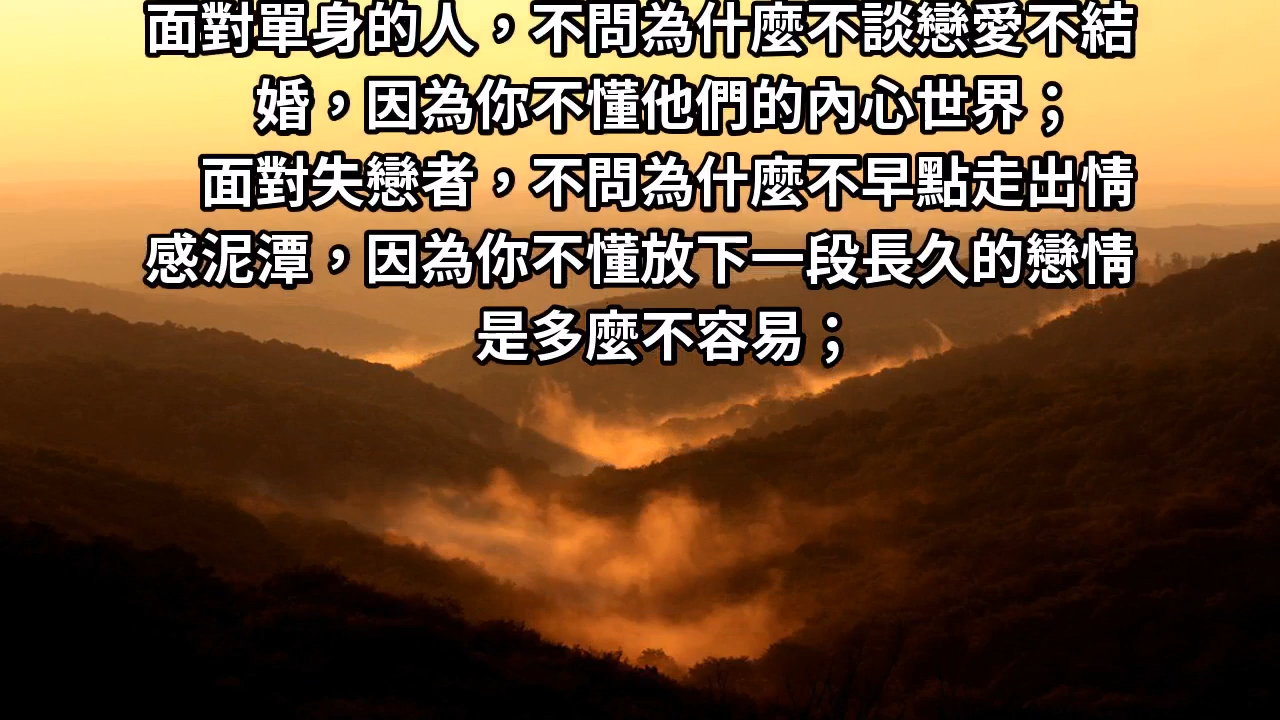 面對單身的人，不問為什麼不談戀愛不結
婚，因為你不懂他們的內心世界；
面對失戀者，不問為什麼不早點走出情
感泥潭，因為你不懂放下一段長久的戀情
是多麼不容易；